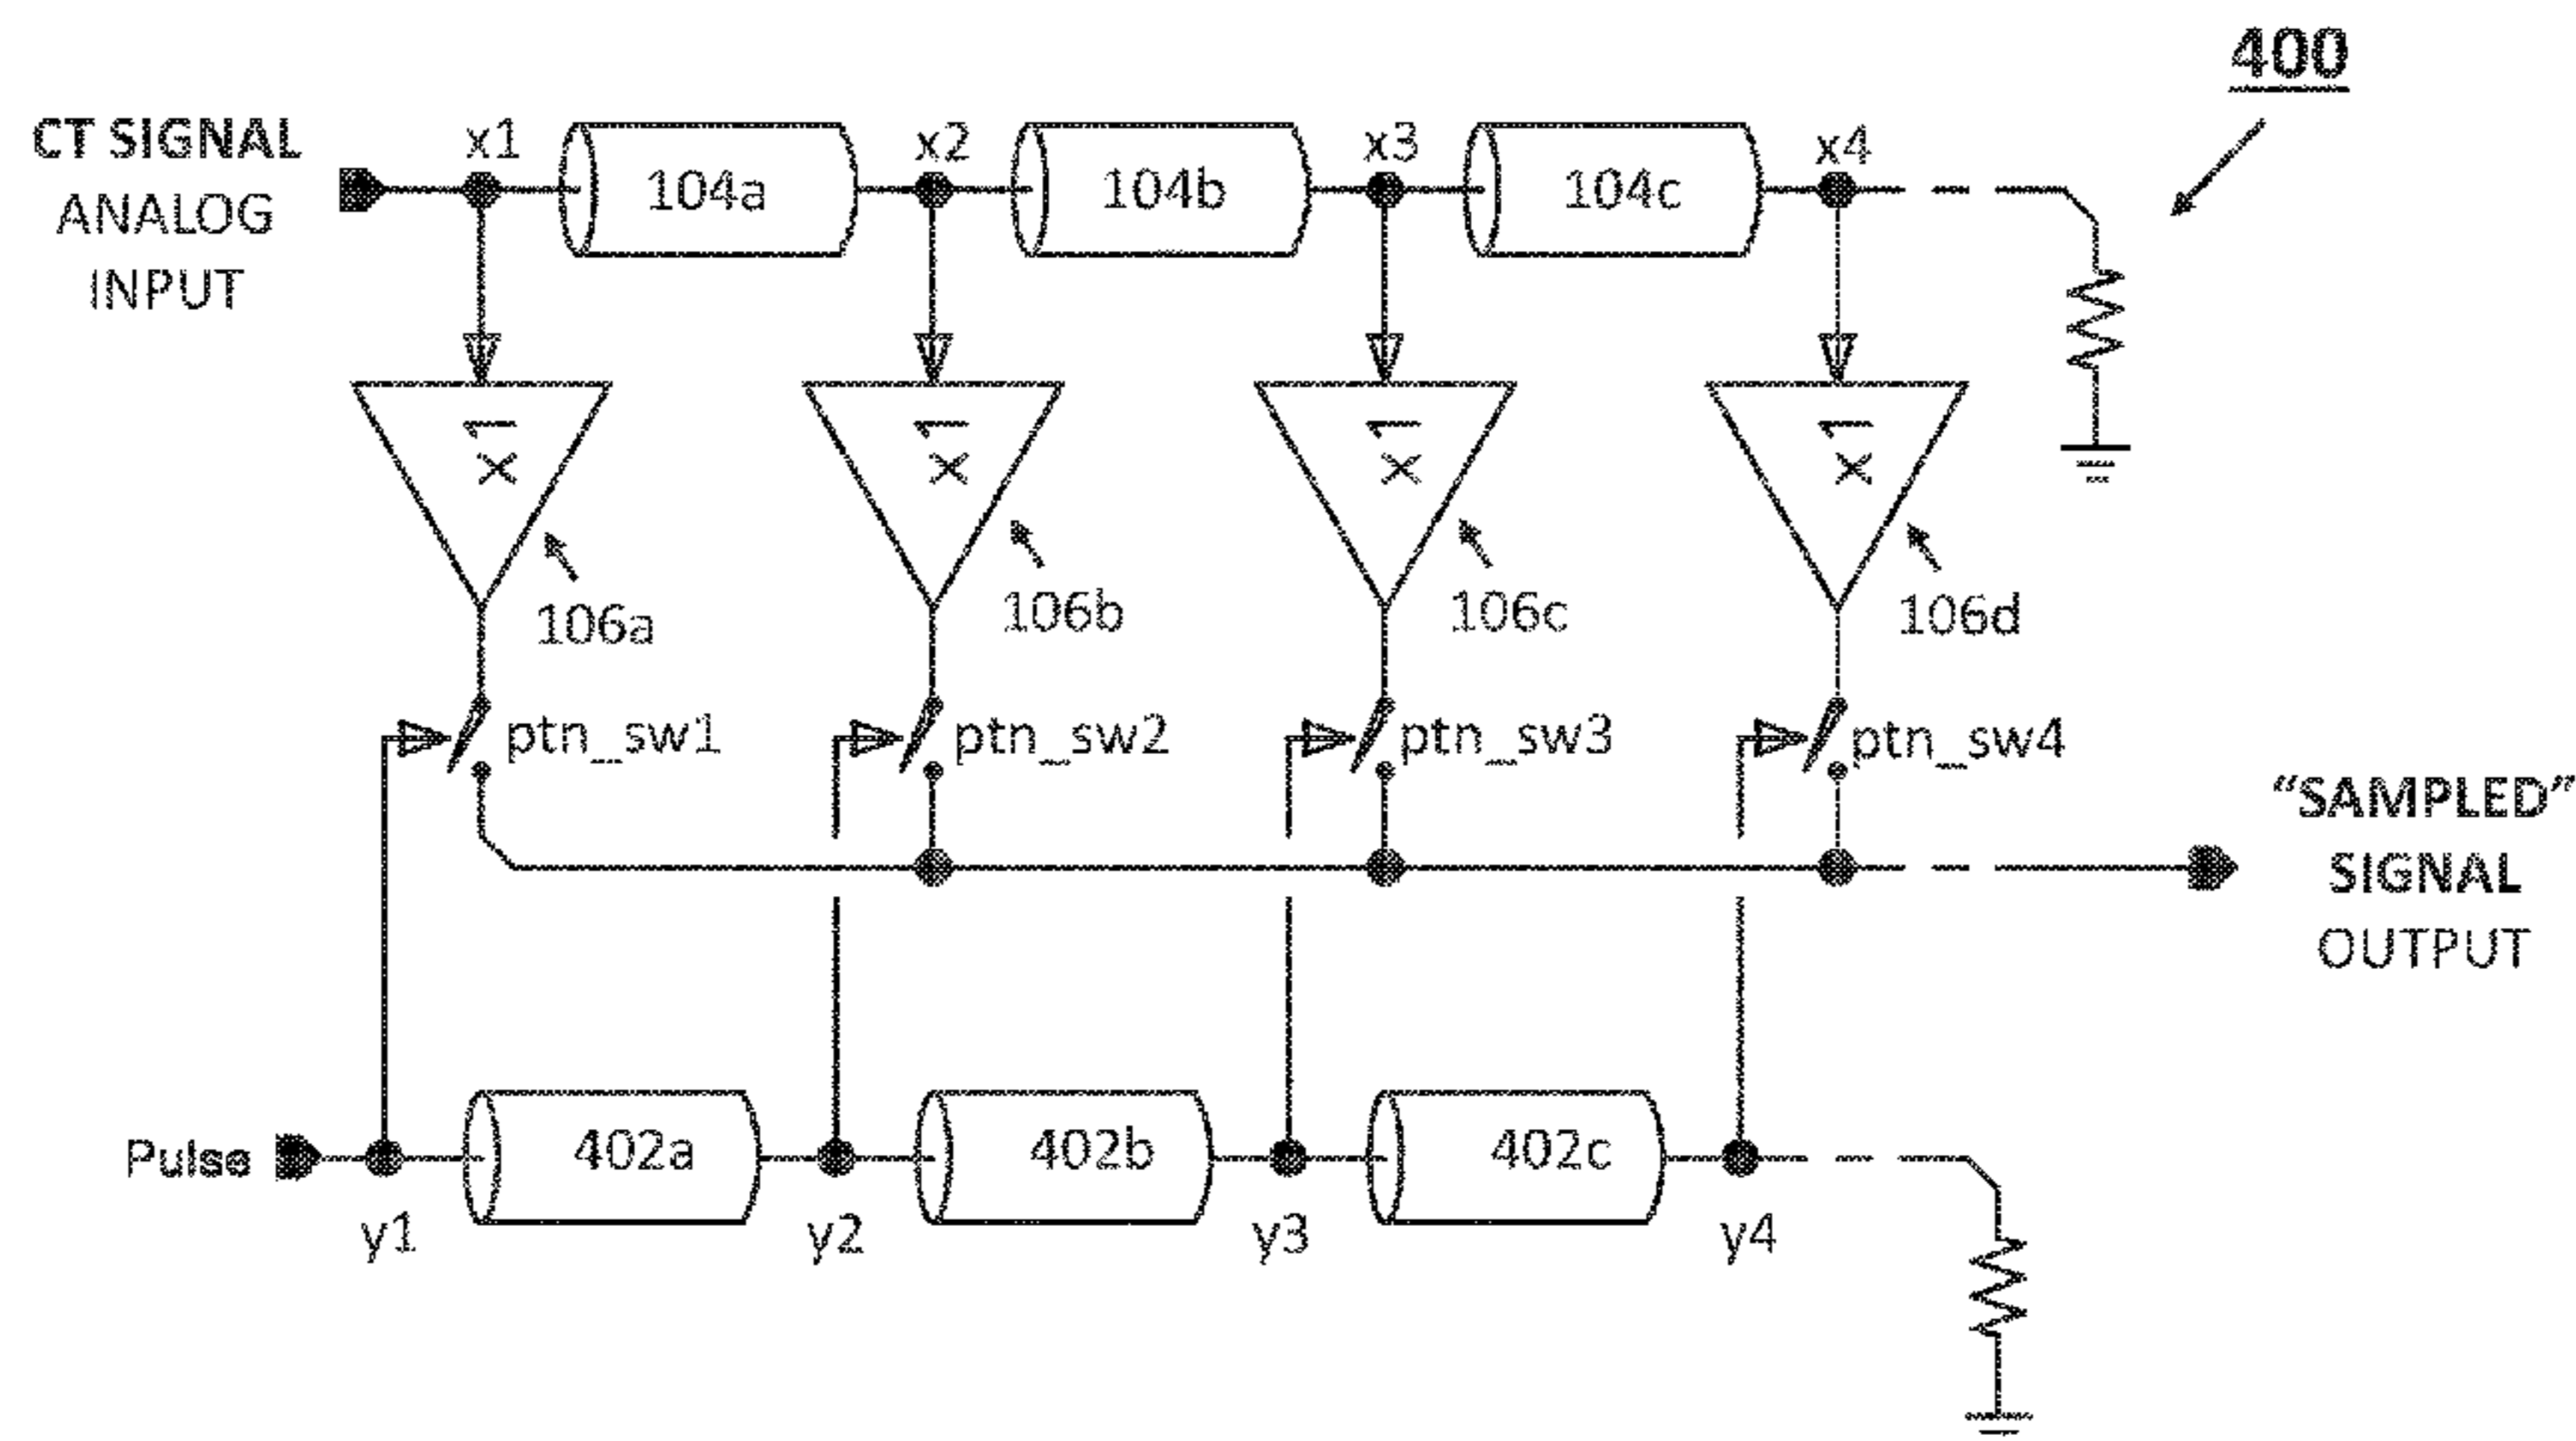 400
CT SIGNAL
ANALOG
INPUT
x1
104a
x2
104b
x3
104c
x4
X1
X1
X1
X1
106a
106b
106c
106d
ptn_sw1
ptn_sw2
ptn_sw3
ptn_sw4
“SAMPLED”
SIGNAL
OUTPUT
Pulse
402a
402b
402c
y1
y2
y3
y4